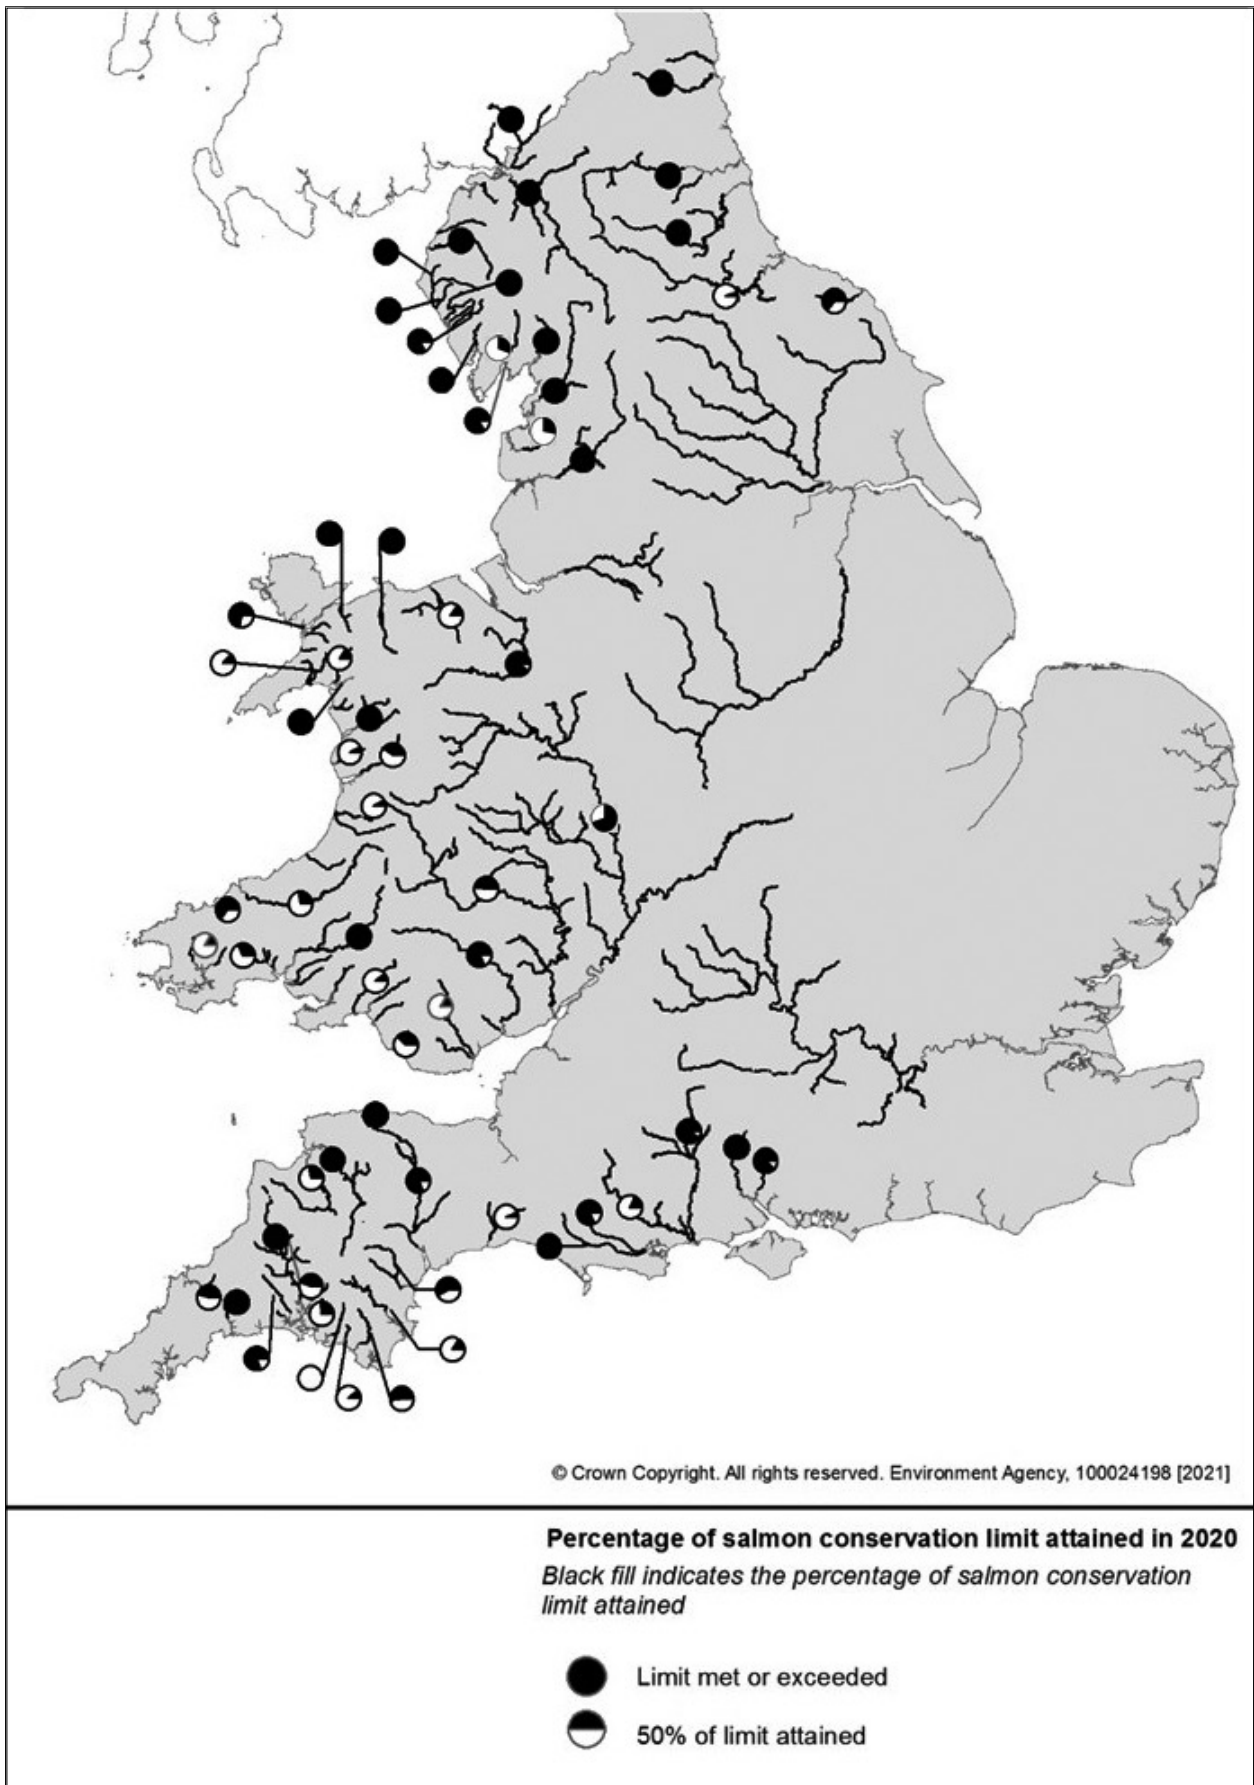 © Crown Copyright. All rights reserved. Environment Agency, 100024198 [2021]
Percentage of salmon conservation limit attained in 2020
Black fill indicates the percentage of salmon conservation
limit attained
Limit met or exceeded
50% of limit attained